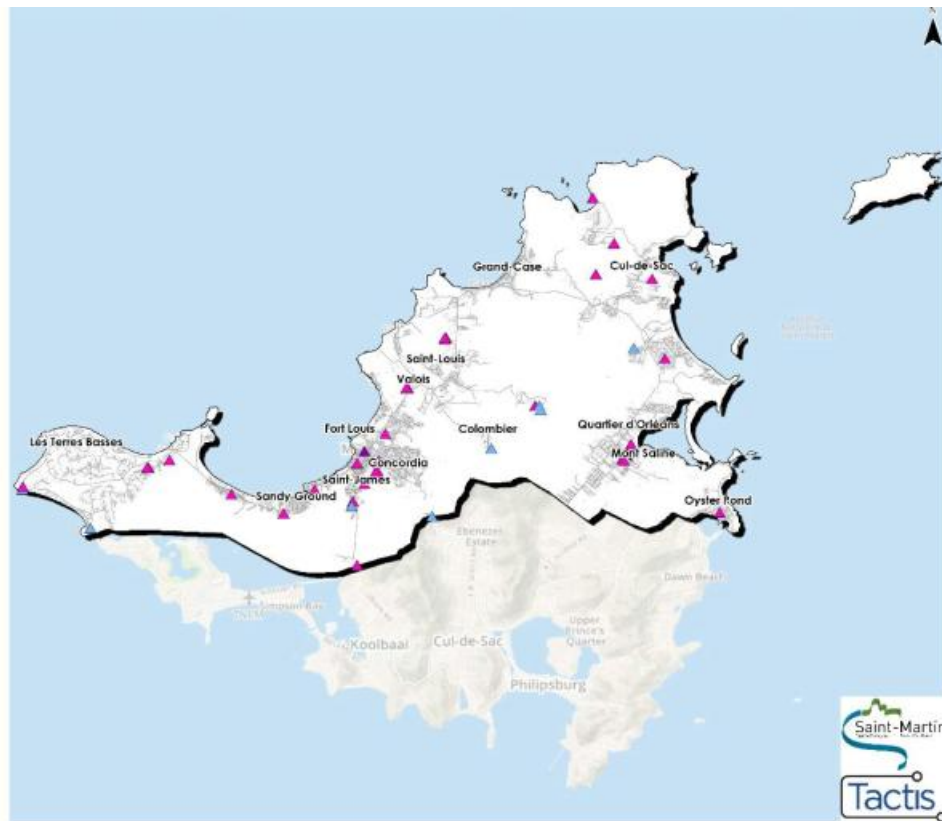 N
Grand-Case
Cul-de-Sac
Saint-Louis
Valois
Les Terres Basses
Fort Louis
Colombier
Quartier d'Orléans
Concordia
Mont Saline
Saint-James
Sandy-Ground
Oyster Pond
Ebenezer
Estate
Dawn Beach
Simpson Bay
Upper
Prince's
Quarter
Koolbaai
Cul-de-Sac
Philipsburg
Saint-Martin
Tactis